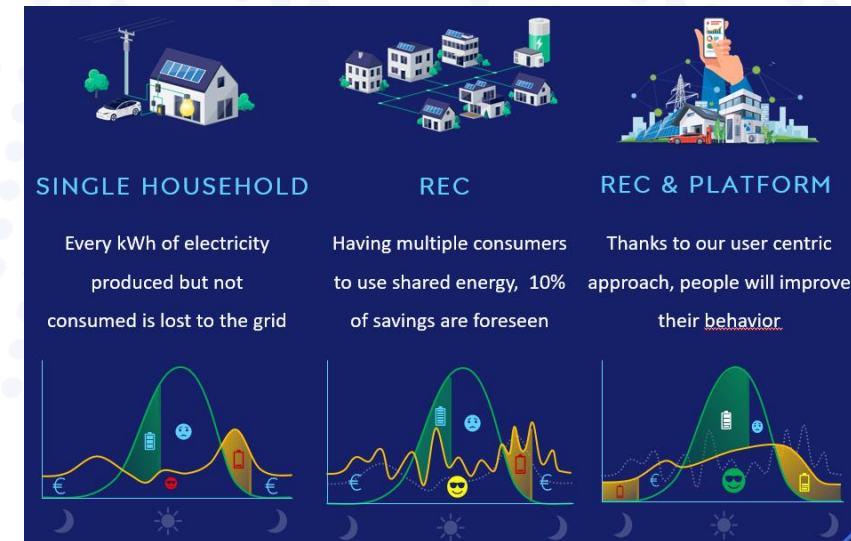 SINGLE HOUSEHOLD
Every kWh of electricity
produced but not
consumed is lost to the grid
€
€
REC
Having multiple consumers
to use shared energy, 10%
of savings are foreseen
€
€
REC & PLATFORM
Thanks to our user centric
approach, people will improve
their behavior
€